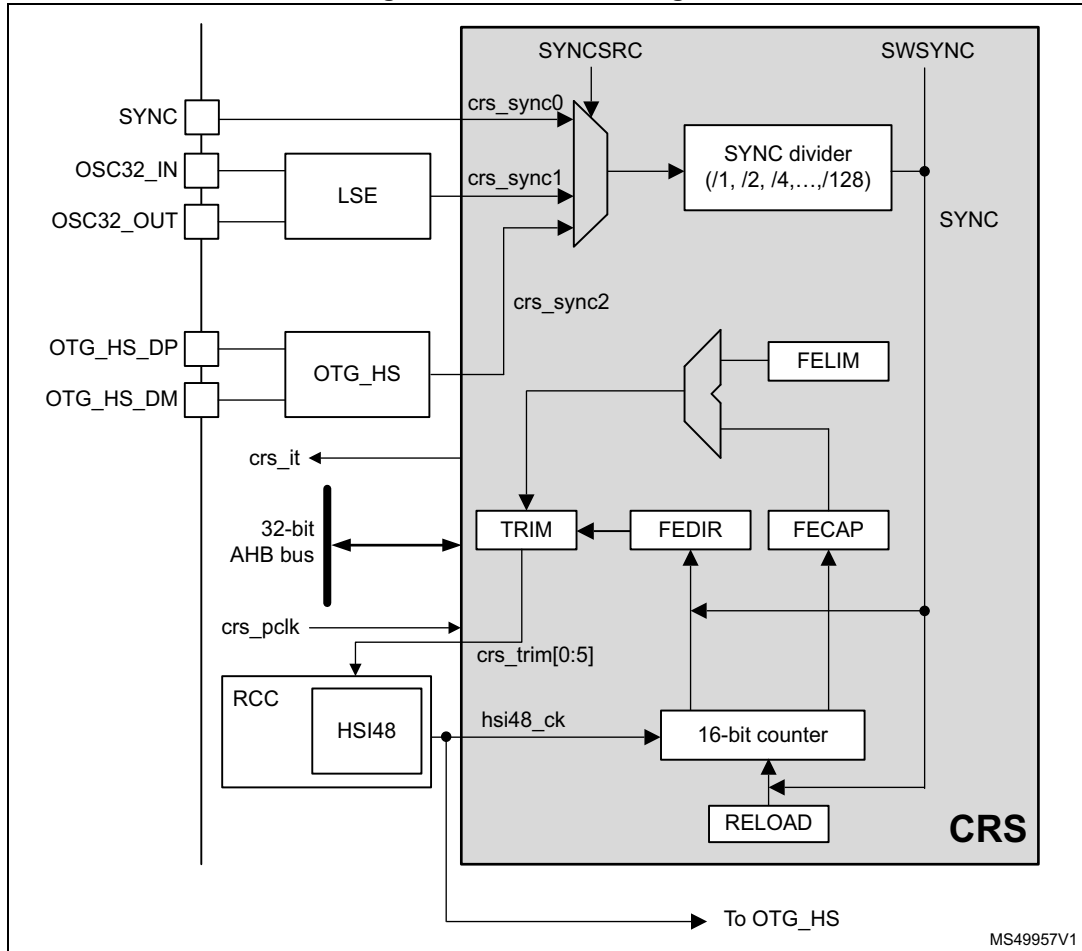 SYNCSRC
SWSYNC
SYNC
crs_sync0
OSC32_IN
LSE
crs_sync1
OSC32_OUT
SYNC divider
(/1, /2, /4,…,/128)
SYNC
crs_sync2
OTG_HS_DP
OTG_HS
OTG_HS_DM
FELIM
crs_it
32-bit
AHB bus
TRIM
FEDIR
FECAP
crs_pclk
crs_trim[0:5]
RCC
HSI48
hsi48_ck
16-bit counter
RELOAD
CRS
To OTG_HS
MS49957V1